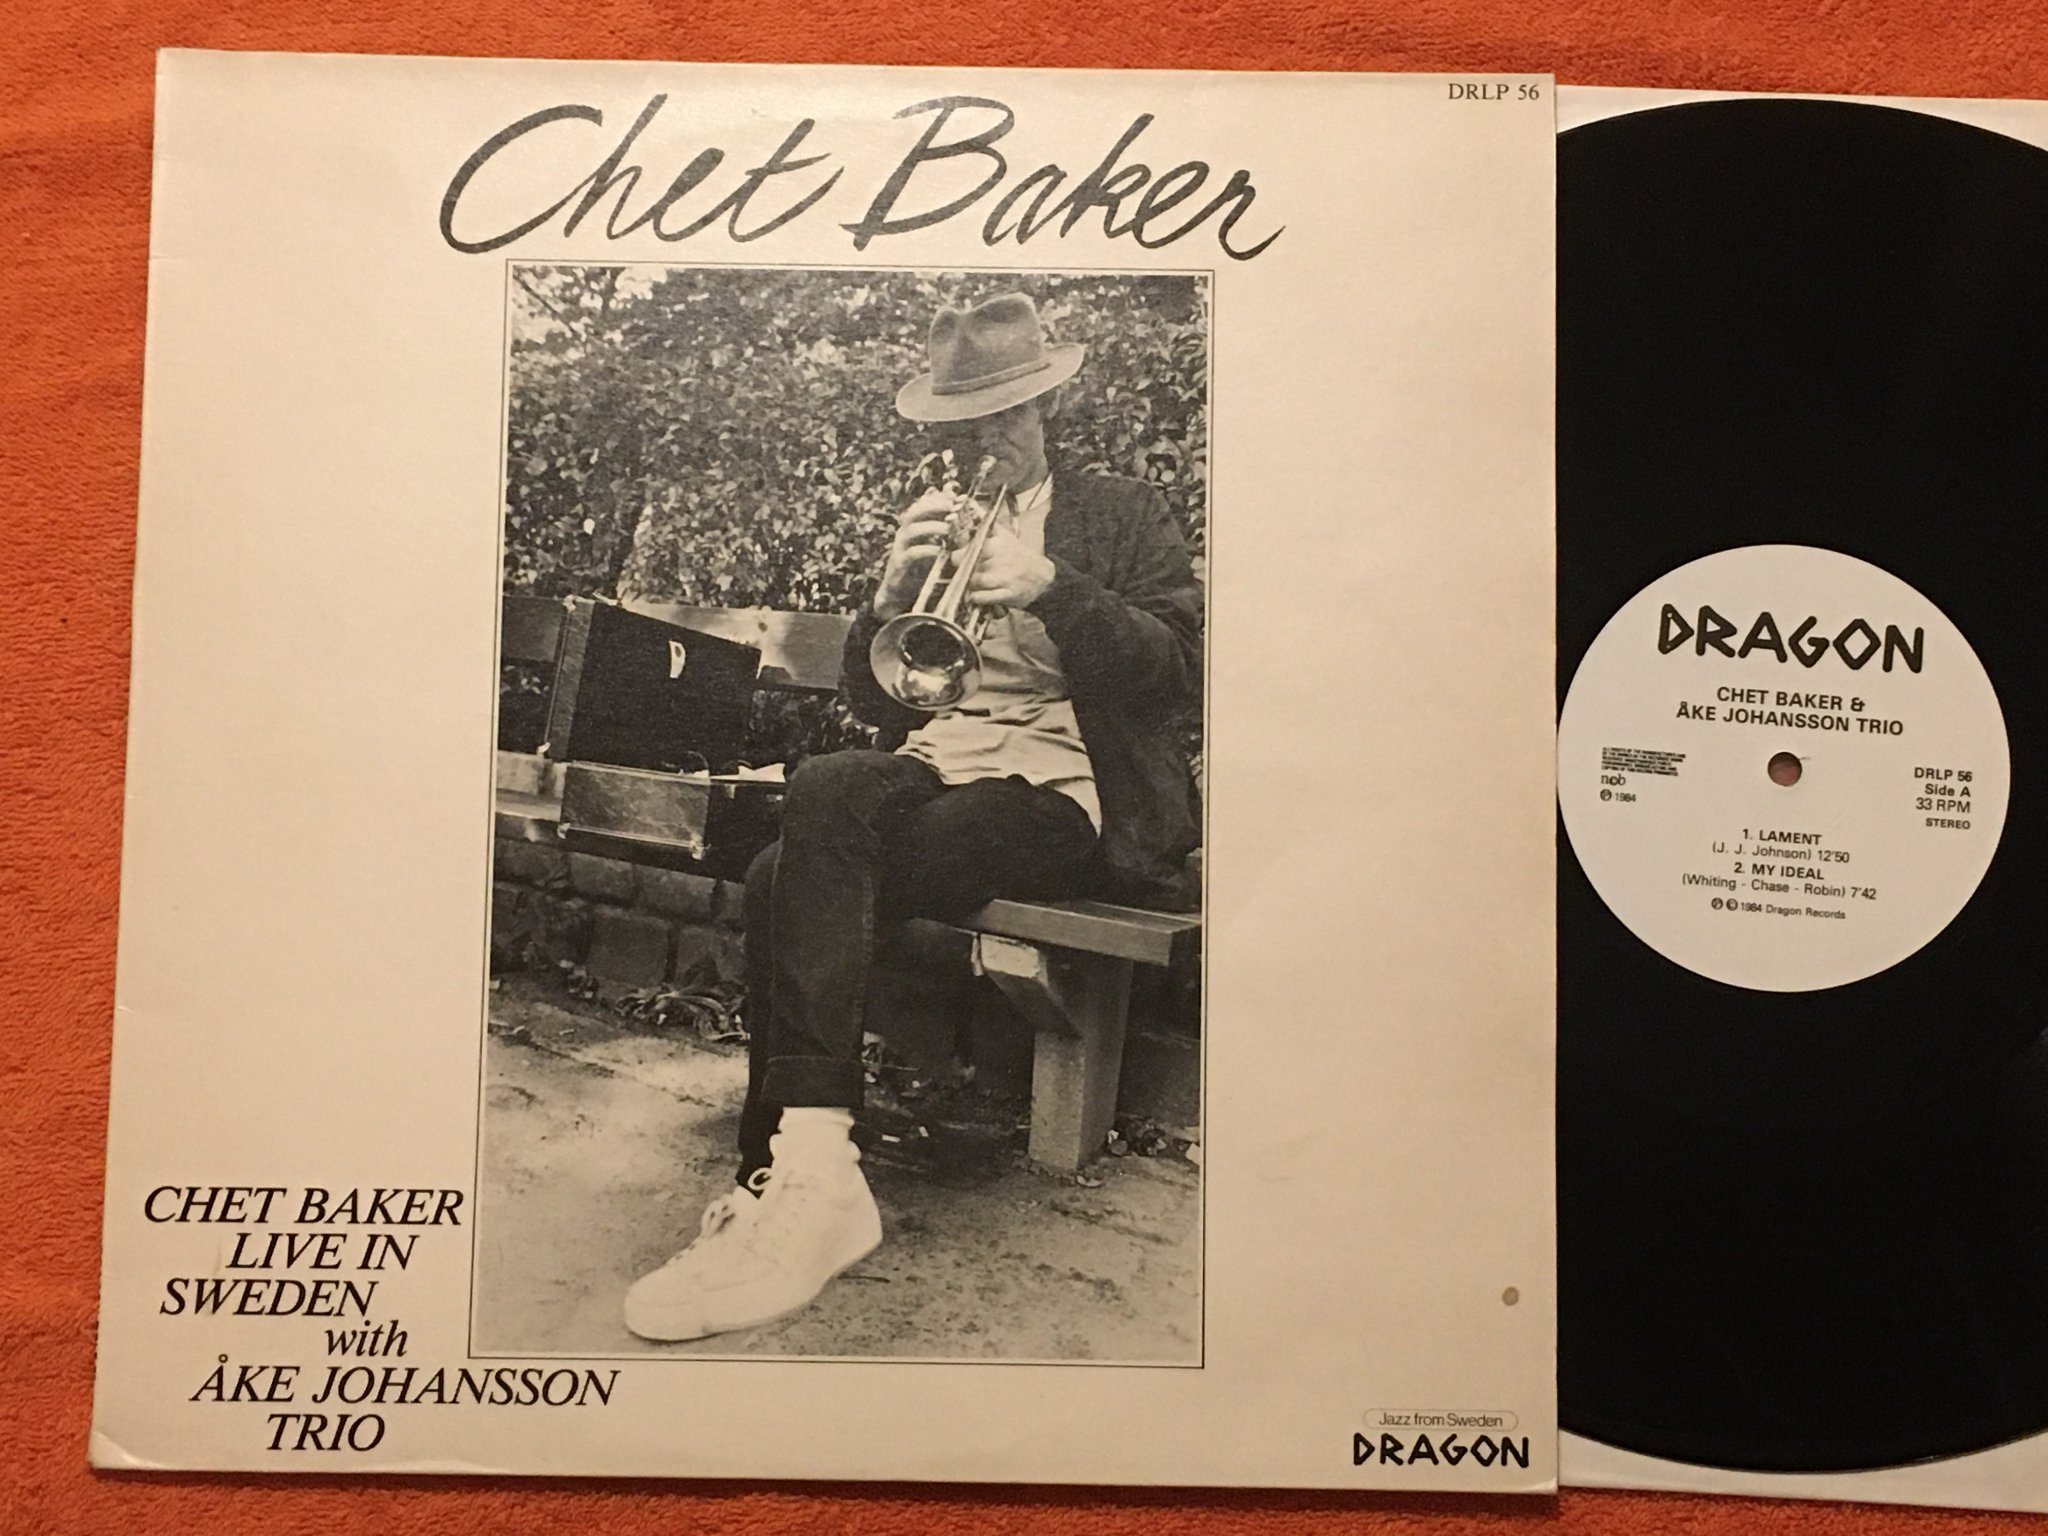 DRLP 56
Chet Baker
CHET BAKER
LIVE IN
SWEDEN
with
ÅKE JOHANSSON
TRIO
Jazz from Sweden
DRAGON
DRAGON
CHET BAKER &
ÅKE JOHANSSON TRIO
ncb
℗ 1984
DRLP 56
Side A
33 RPM
STEREO
1. LAMENT
(J. J. Johnson) 12'50
2. MY IDEAL
(Whiting - Chase - Robin) 7'42
℗ © 1984 Dragon Records